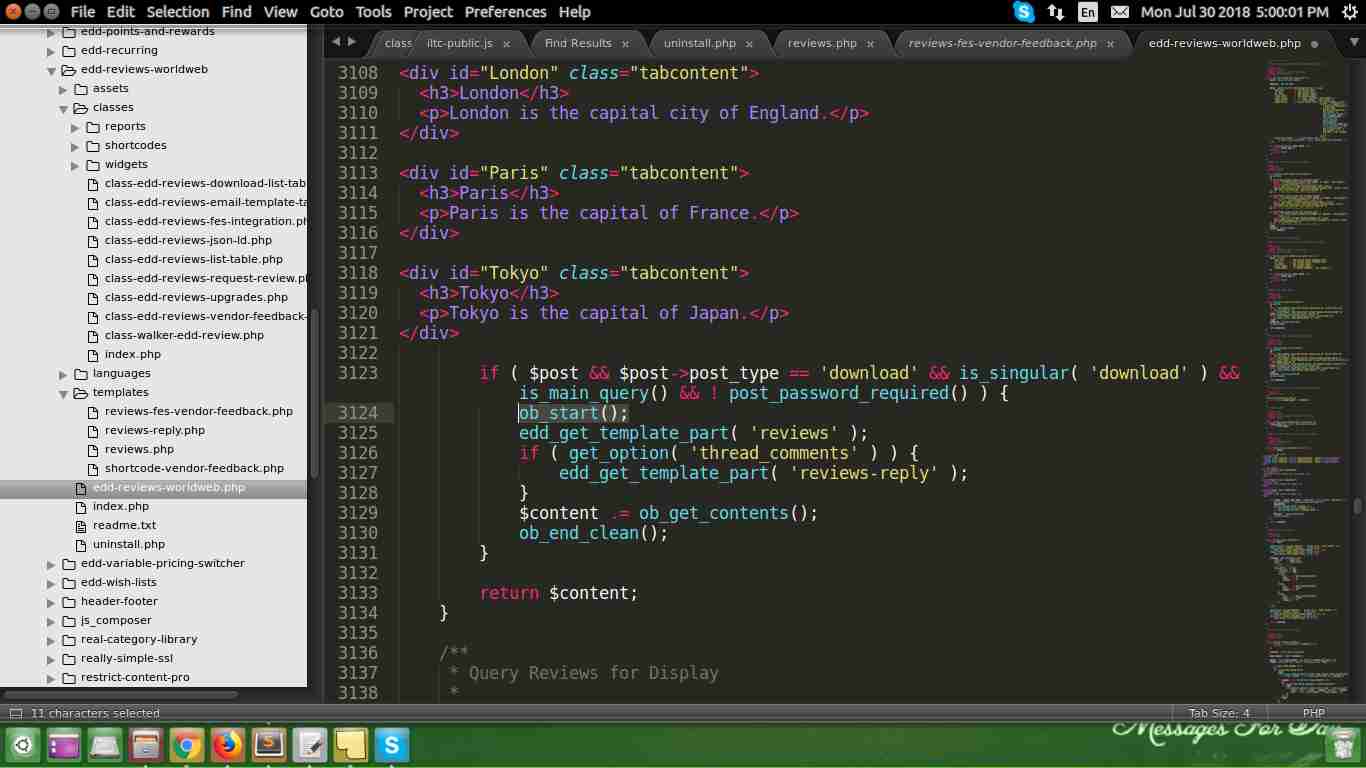 File Edit Selection Find View Goto Tools Project Preferences Help
En Mon Jul 30 2018 5:00:01 PM
class iltc-public.js × Find Results × uninstall.php × reviews.php × reviews-fes-vendor-feedback.php × edd-reviews-worldweb.php
edd-points-and-rewards
edd-recurring
edd-reviews-worldweb
assets
classes
reports
shortcodes
widgets
class-edd-reviews-download-list-tab
class-edd-reviews-email-template-ta
class-edd-reviews-fes-integration.ph
class-edd-reviews-json-ld.php
class-edd-reviews-list-table.php
class-edd-reviews-request-review.pl
class-edd-reviews-upgrades.php
class-edd-reviews-vendor-feedback-
class-walker-edd-review.php
index.php
languages
templates
reviews-fes-vendor-feedback.php
reviews-reply.php
reviews.php
shortcode-vendor-feedback.php
edd-reviews-worldweb.php
index.php
readme.txt
uninstall.php
edd-variable-pricing-switcher
edd-wish-lists
header-footer
js_composer
real-category-library
really-simple-ssl
restrict-content-pro
3108 <div id="London" class="tabcontent">
3109 <h3>London</h3>
3110 <p>London is the capital city of England.</p>
3111 </div>
3112
3113 <div id="Paris" class="tabcontent">
3114 <h3>Paris</h3>
3115 <p>Paris is the capital of France.</p>
3116 </div>
3117
3118 <div id="Tokyo" class="tabcontent">
3119 <h3>Tokyo</h3>
3120 <p>Tokyo is the capital of Japan.</p>
3121 </div>
3122
3123 if ( $post && $post->post_type == 'download' && is_singular( 'download' ) &&
is_main_query() && ! post_password_required() ) {
3124 ob_start();
3125 edd_get_template_part( 'reviews' );
3126 if ( get_option( 'thread_comments' ) ) {
3127 edd_get_template_part( 'reviews-reply' );
3128 }
3129 $content .= ob_get_contents();
3130 ob_end_clean();
3131 }
3132
3133 return $content;
3134 }
3135
3136 /**
3137 * Query Reviews for Display
3138 *
11 characters selected Tab Size: 4 PHP
Messages For